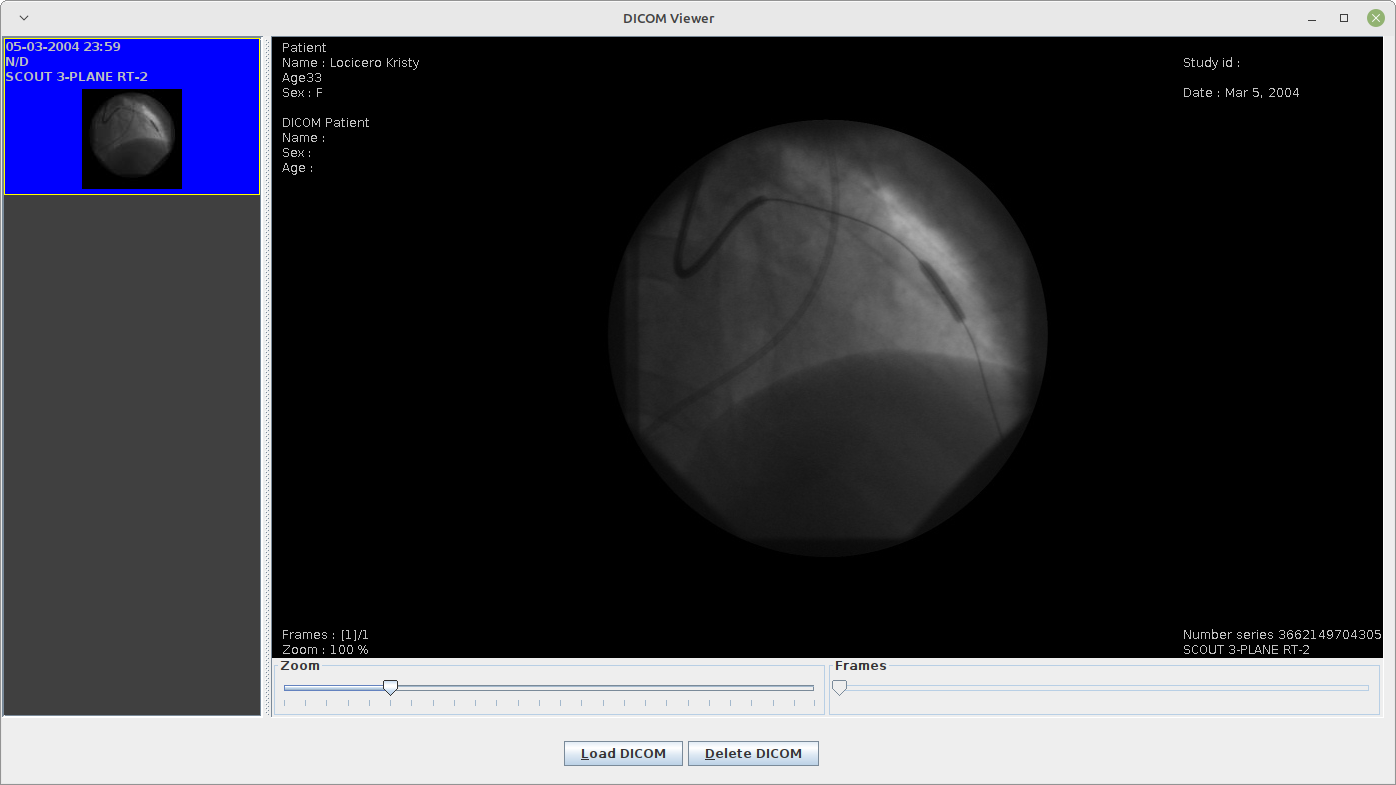 DICOM Viewer
05-03-2004 23:59
N/D
SCOUT 3-PLANE RT-2
Patient
Name : Locicero Kristy
Age33
Sex : F
DICOM Patient
Name :
Sex :
Age :
Study id :
Date : Mar 5, 2004
Frames : [1]/1
Zoom : 100 %
Number series 3662149704305
SCOUT 3-PLANE RT-2
Zoom
Frames
Load DICOM
Delete DICOM